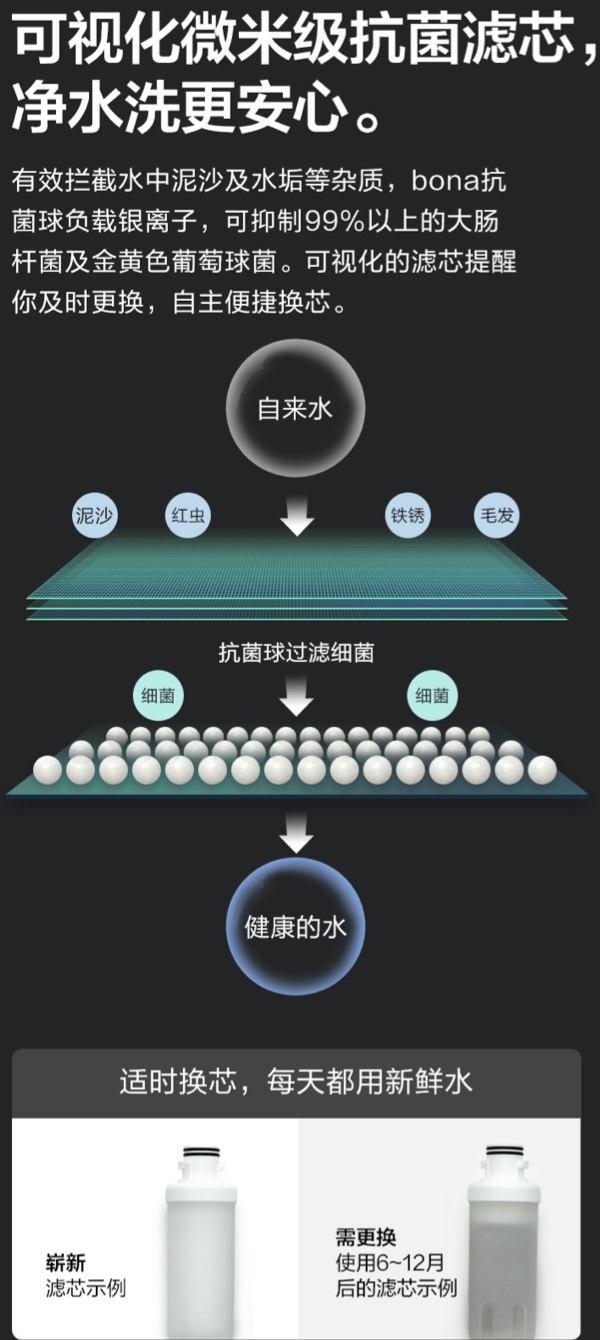 可视化微米级抗菌滤芯，
净水洗更安心。
有效拦截水中泥沙及水垢等杂质，bona抗
菌球负载银离子，可抑制99%以上的大肠
杆菌及金黄色葡萄球菌。可视化的滤芯提醒
你及时更换，自主便捷换芯。
自来水
泥沙
红虫
铁锈
毛发
抗菌球过滤细菌
细菌
细菌
健康的水
适时换芯，每天都用新鲜水
崭新
滤芯示例
需更换
使用6~12月
后的滤芯示例